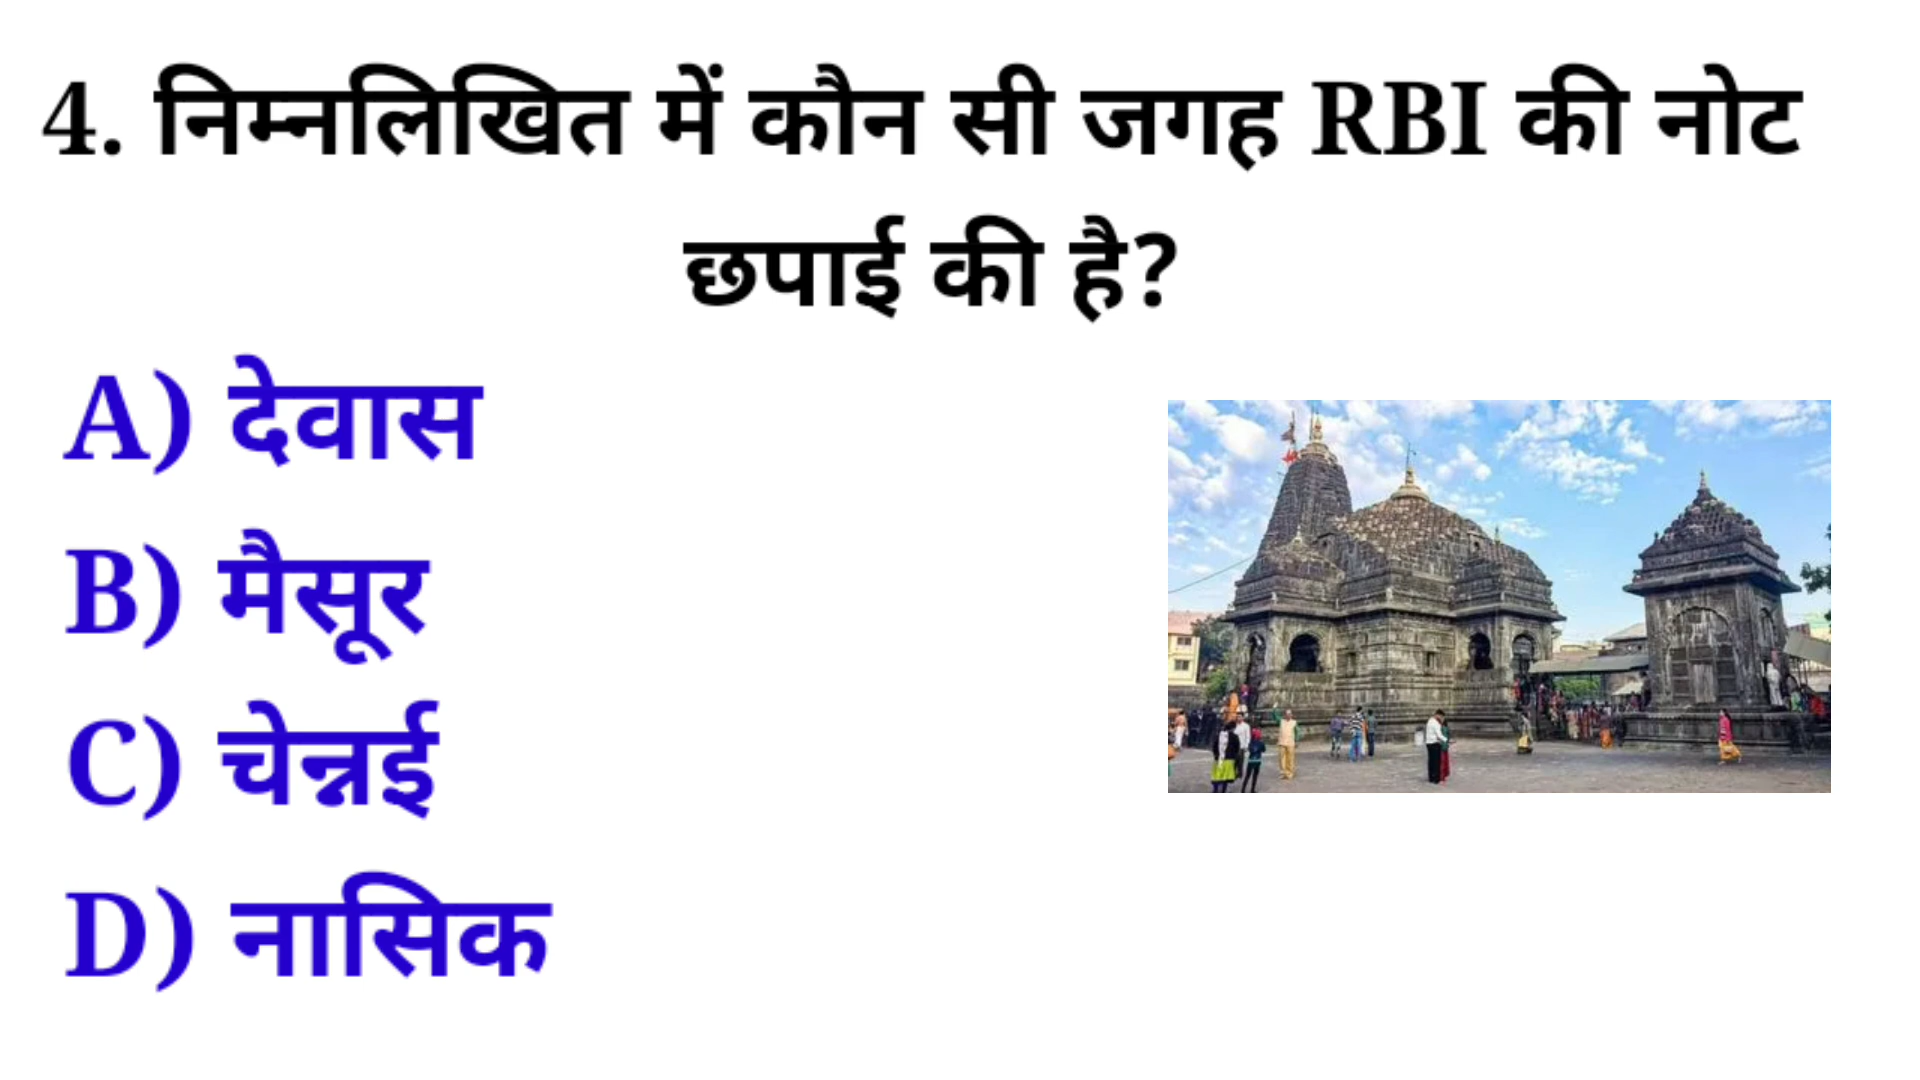 4. निम्नलिखित में कौन सी जगह RBI की नोट
छपाई की है?
A) देवास
B) मैसूर
C) चेन्नई
D) नासिक